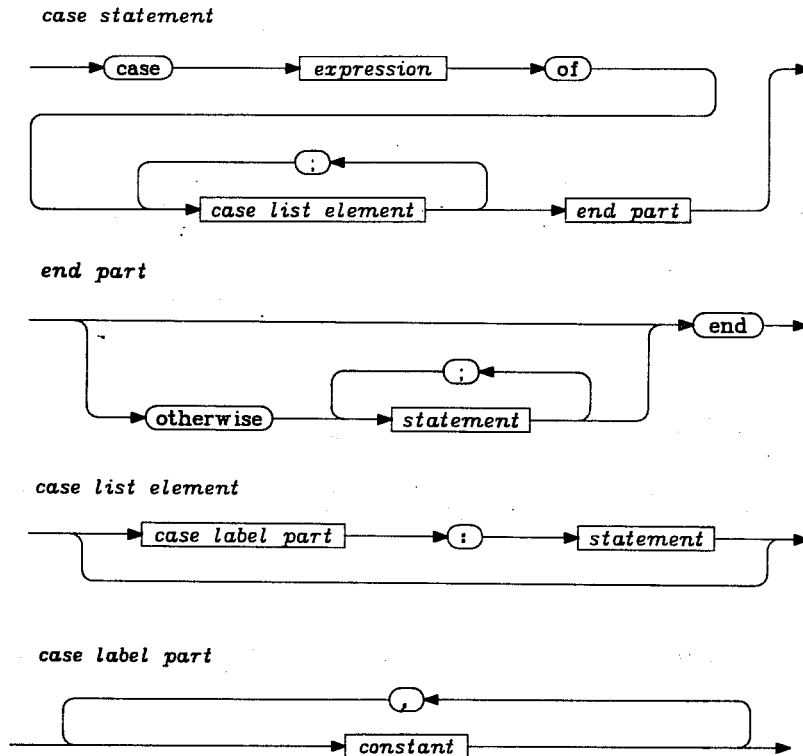 case statement
case expression of
;
case list element end part
end part
end
;
otherwise statement
case list element
case label part : statement
case label part
,
constant